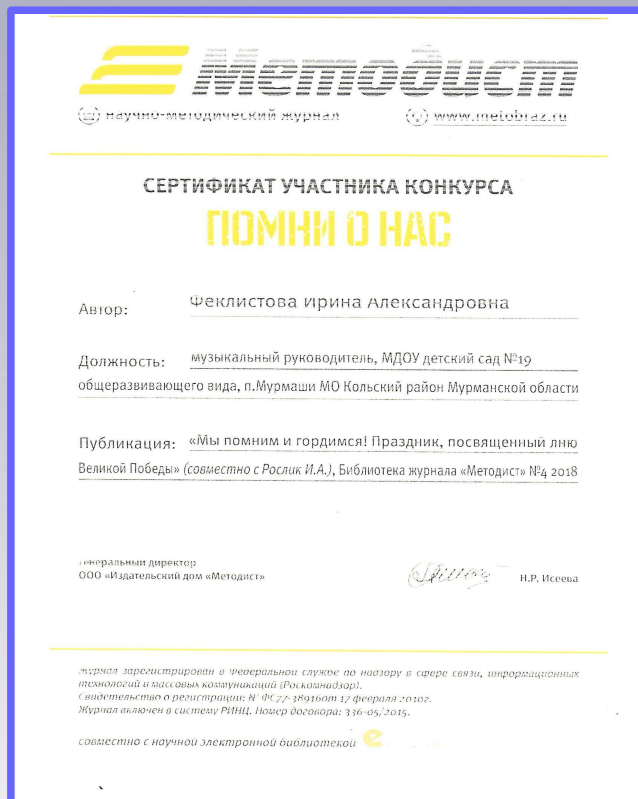 Методист
научно-методический журнал
www.metobraz.ru
СЕРТИФИКАТ УЧАСТНИКА КОНКУРСА
ПОМНИ О НАС
Автор: Феклистова Ирина Александровна
Должность: музыкальный руководитель, МДОУ детский сад №19
общеразвивающего вида, п.Мурмаши МО Кольский район Мурманской области
Публикация: «Мы помним и гордимся! Праздник, посвященный дню
Великой Победы» (совместно с Рослик И.А.), Библиотека журнала «Методист» №4 2018
Генеральный директор
ООО «Издательский дом «Методист»
Н.Р. Исеева
Журнал зарегистрирован в Федеральной службе по надзору в сфере связи, информационных
технологий и массовых коммуникаций (Роскомнадзор).
Свидетельство о регистрации: № ФС77-38916от 17 февраля 2010г.
Журнал включен в систему РИНЦ. Номер договора: 336-05/2015.
совместно с научной электронной библиотекой